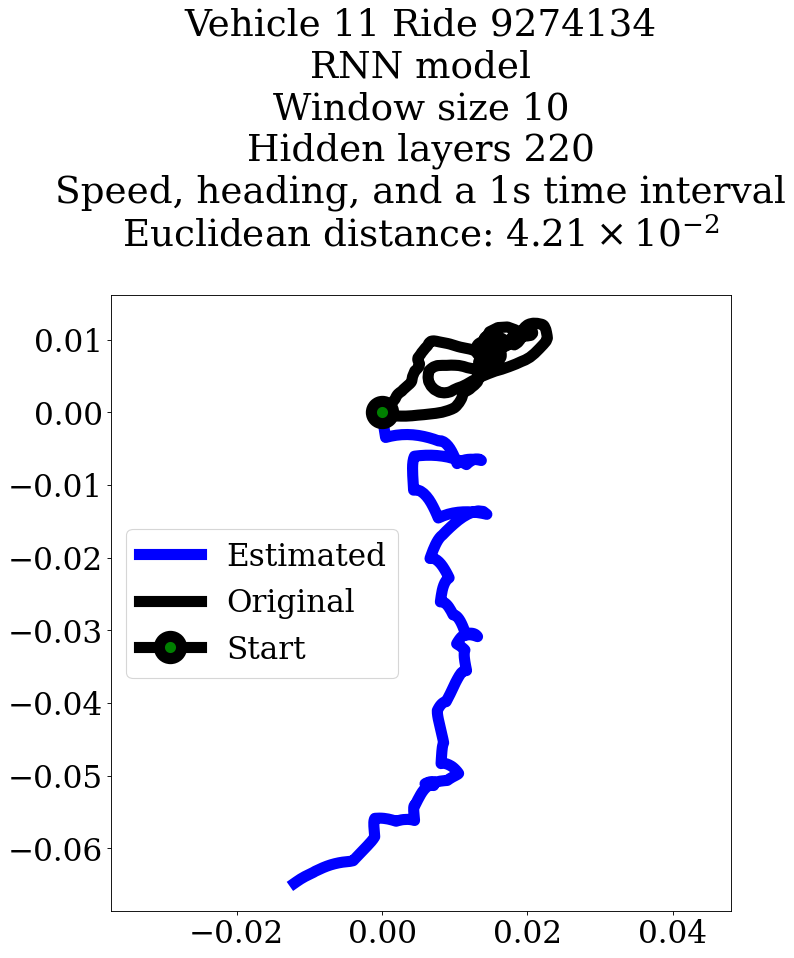 Vehicle 11 Ride 9274134
RNN model
Window size 10
Hidden layers 220
Speed, heading, and a 1s time interval
Euclidean distance: 4.21 × 10⁻²
0.01
0.00
−0.01
−0.02
−0.03
−0.04
−0.05
−0.06
Estimated
Original
Start
−0.02 0.00 0.02 0.04